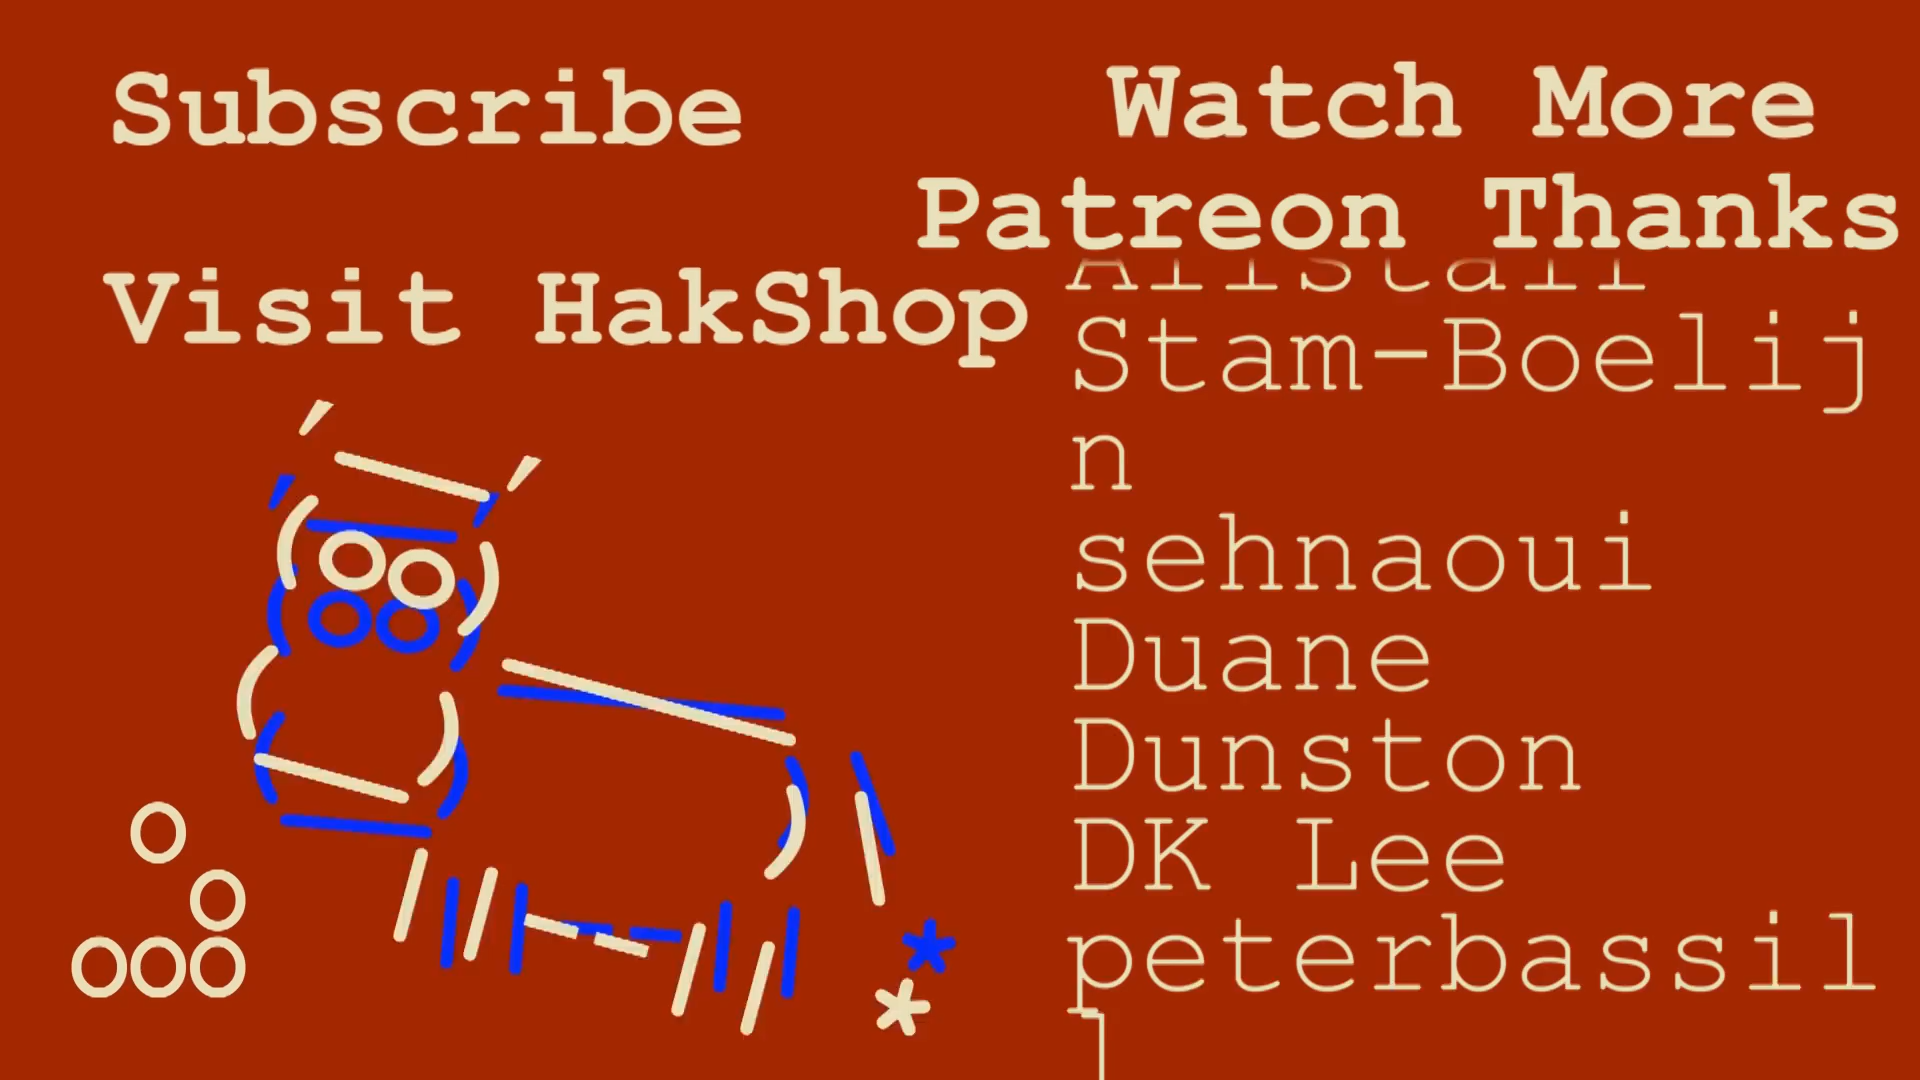 Subscribe
Watch More
Patreon Thanks
Visit HakShop
Stam-Boelij
n
sehnaoui
Duane
Dunston
DK Lee
peterbassil
l